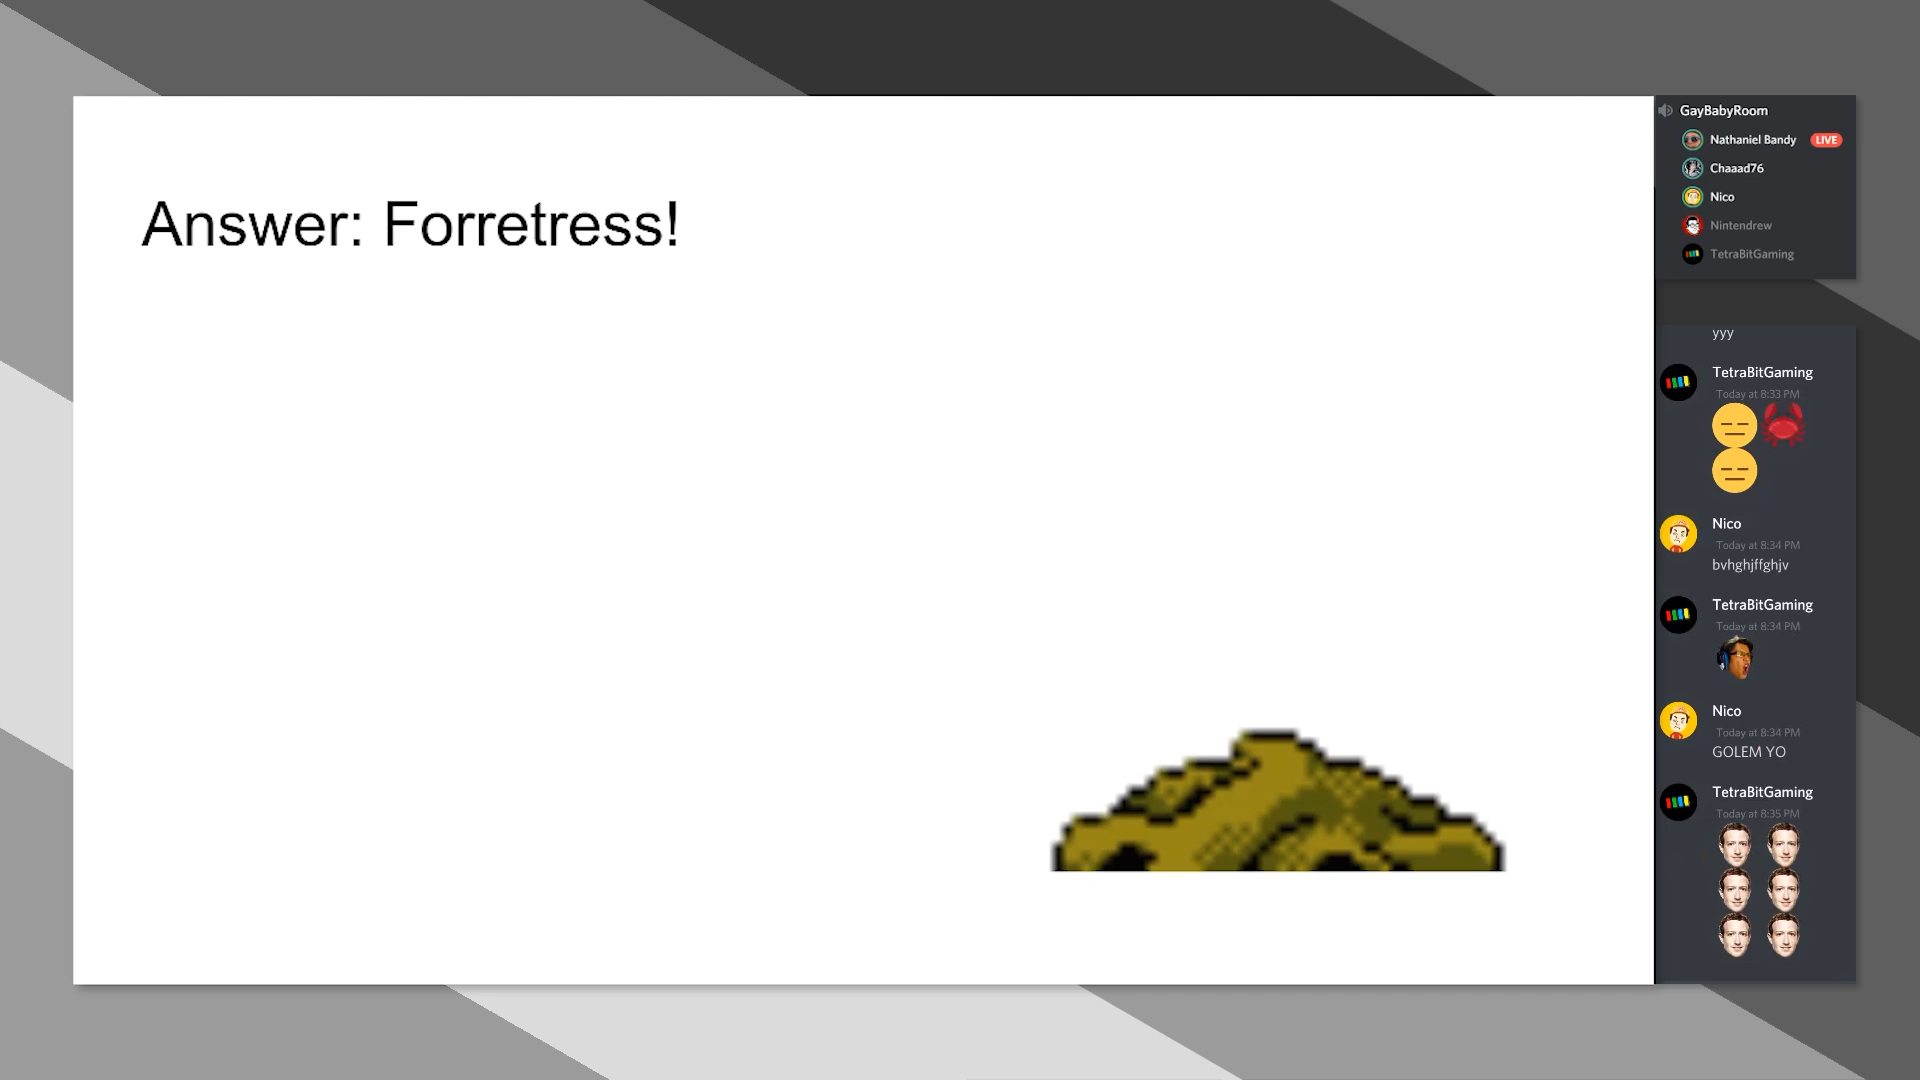 Answer: Forretress!
GayBabyRoom
Nathaniel Bandy LIVE
Chaaad76
Nico
Nintendrew
TetraBitGaming
yyy
TetraBitGaming
Today at 8:33 PM
Nico
Today at 8:34 PM
bvhghjffghjv
TetraBitGaming
Today at 8:34 PM
Nico
Today at 8:34 PM
GOLEM YO
TetraBitGaming
Today at 8:35 PM